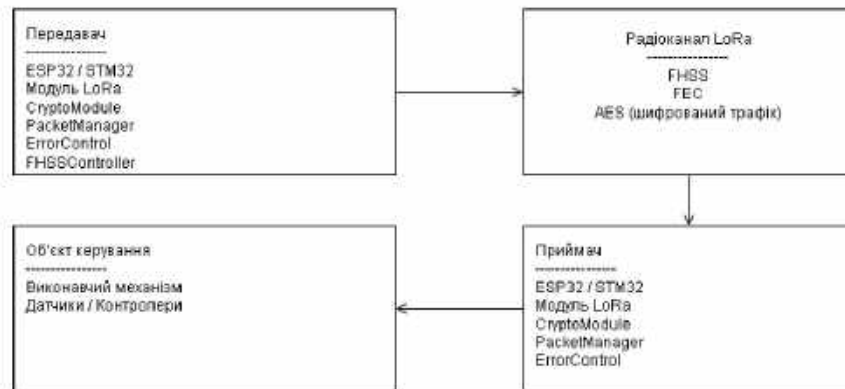 Передавач
----------------
ESP32 / STM32
Модуль LoRa
CryptoModule
PacketManager
ErrorControl
FHSSController
Радіоканал LoRa
----------------
FHSS
FEC
AES (шифрований трафік)
Об'єкт керування
----------------
Виконавчий механізм
Датчики / Контролери
Приймач
----------------
ESP32 / STM32
Модуль LoRa
CryptoModule
PacketManager
ErrorControl